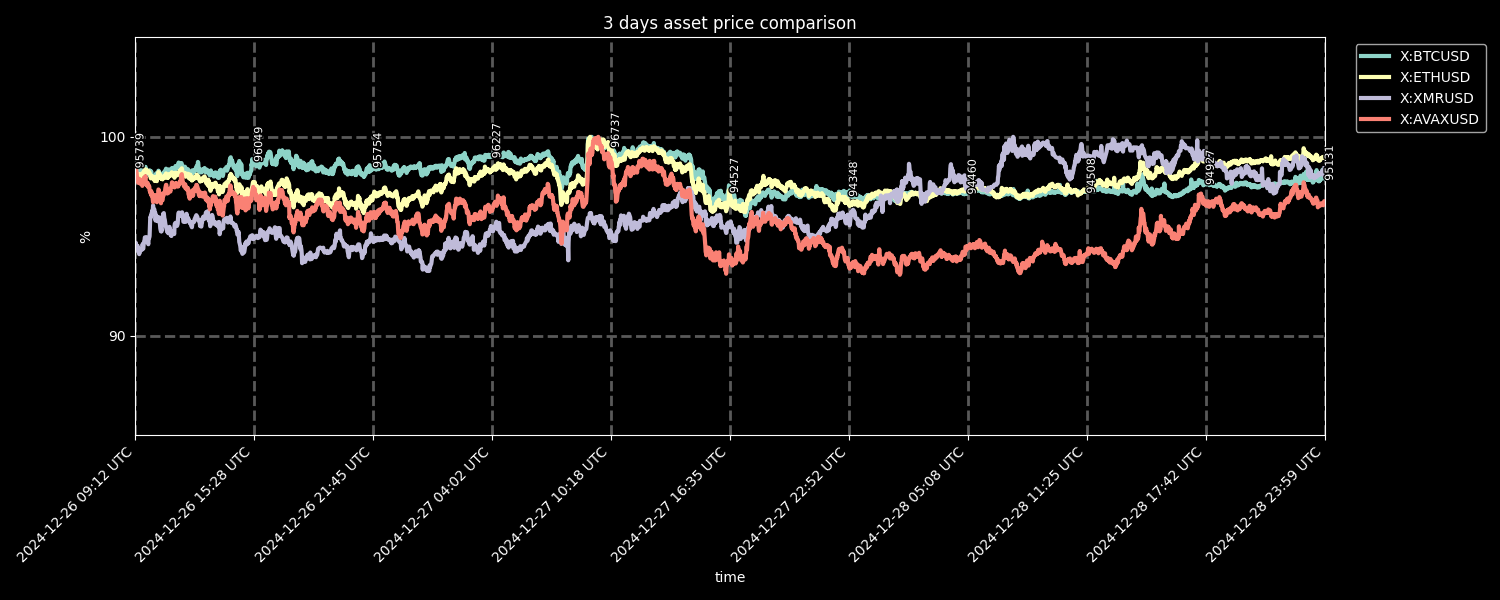 3 days asset price comparison
X:BTCUSD
X:ETHUSD
X:XMRUSD
X:AVAXUSD
100
90
%
95739
96049
95754
96227
96737
94527
94348
94460
94508
94927
95131
2024-12-26 09:12 UTC
2024-12-26 15:28 UTC
2024-12-26 21:45 UTC
2024-12-27 04:02 UTC
2024-12-27 10:18 UTC
2024-12-27 16:35 UTC
2024-12-27 22:52 UTC
2024-12-28 05:08 UTC
2024-12-28 11:25 UTC
2024-12-28 17:42 UTC
2024-12-28 23:59 UTC
time